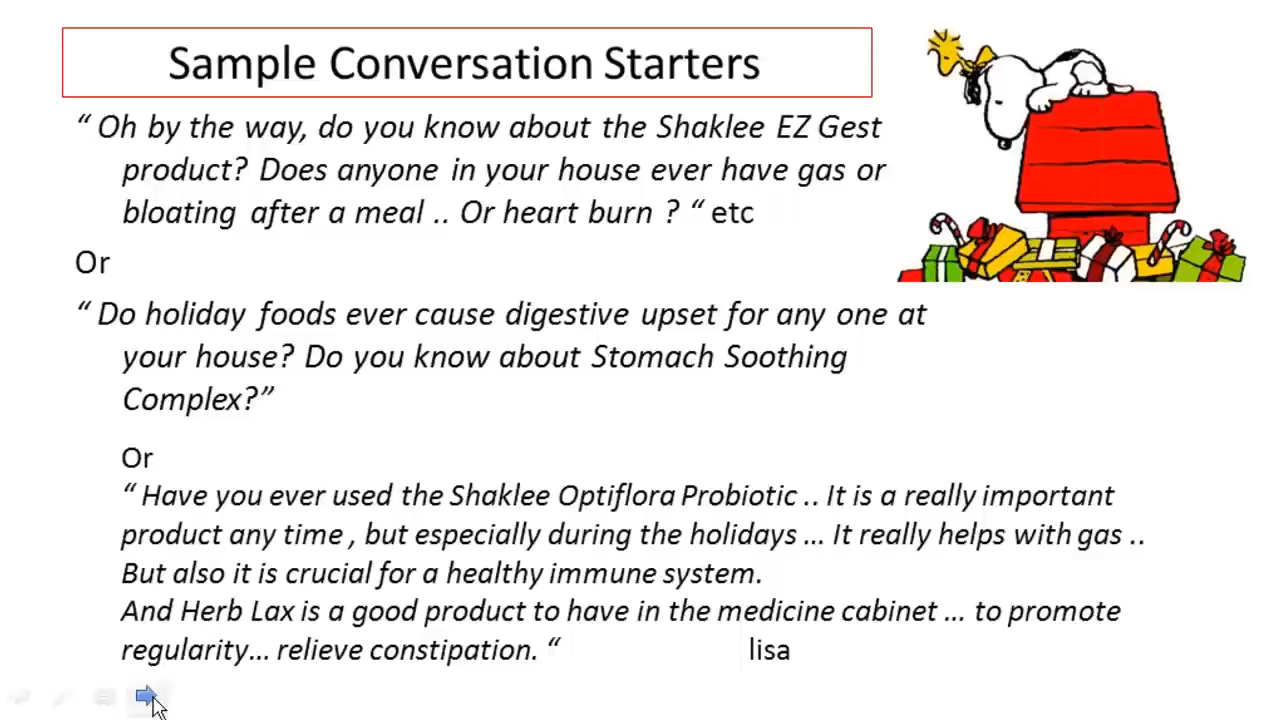 Sample Conversation Starters
“ Oh by the way, do you know about the Shaklee EZ Gest
product? Does anyone in your house ever have gas or
bloating after a meal .. Or heart burn ? “ etc
Or
“ Do holiday foods ever cause digestive upset for any one at
your house? Do you know about Stomach Soothing
Complex?”
Or
“ Have you ever used the Shaklee Optiflora Probiotic .. It is a really important
product any time , but especially during the holidays ... It really helps with gas ..
But also it is crucial for a healthy immune system.
And Herb Lax is a good product to have in the medicine cabinet ... to promote
regularity... relieve constipation. “ lisa